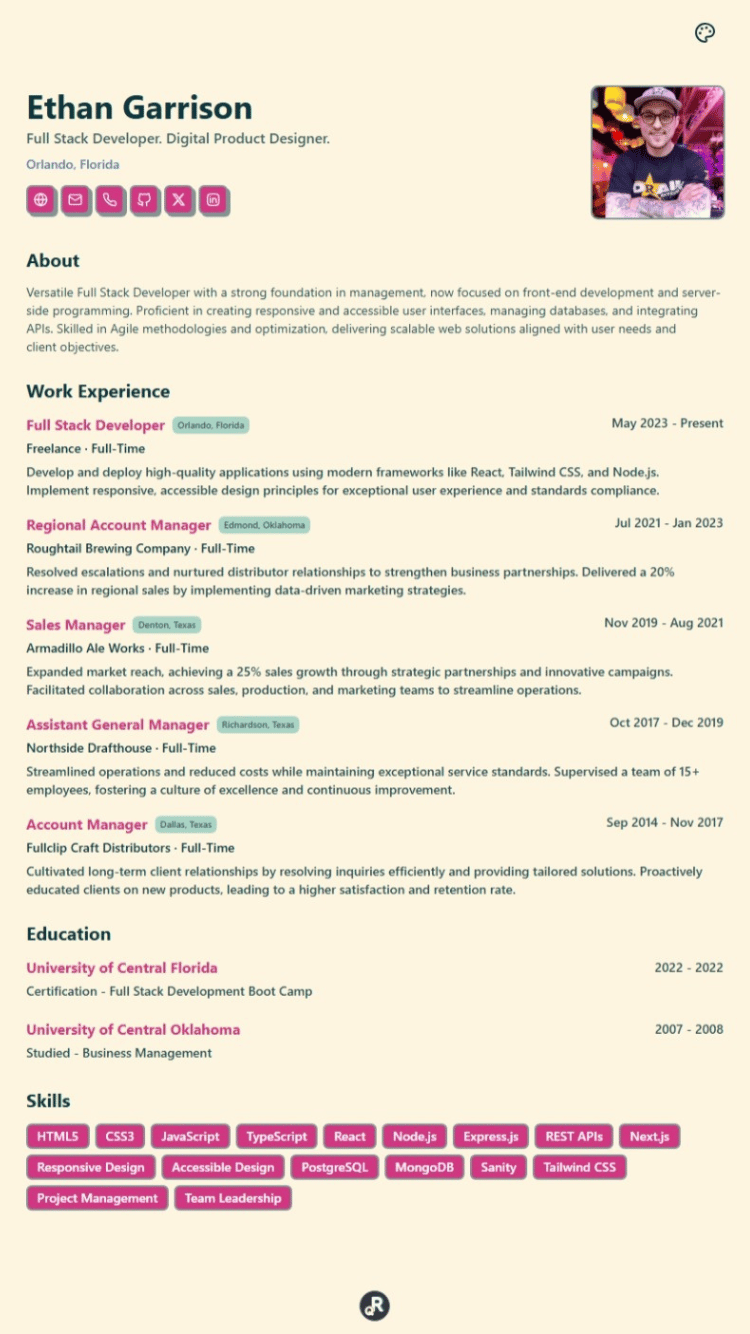 Ethan Garrison
Full Stack Developer. Digital Product Designer.
Orlando, Florida
About
Versatile Full Stack Developer with a strong foundation in management, now focused on front-end development and server-
side programming. Proficient in creating responsive and accessible user interfaces, managing databases, and integrating
APIs. Skilled in Agile methodologies and optimization, delivering scalable web solutions aligned with user needs and
client objectives.
Work Experience
Full Stack Developer Orlando, Florida May 2023 - Present
Freelance · Full-Time
Develop and deploy high-quality applications using modern frameworks like React, Tailwind CSS, and Node.js.
Implement responsive, accessible design principles for exceptional user experience and standards compliance.
Regional Account Manager Edmond, Oklahoma Jul 2021 - Jan 2023
Roughtail Brewing Company · Full-Time
Resolved escalations and nurtured distributor relationships to strengthen business partnerships. Delivered a 20%
increase in regional sales by implementing data-driven marketing strategies.
Sales Manager Denton, Texas Nov 2019 - Aug 2021
Armadillo Ale Works · Full-Time
Expanded market reach, achieving a 25% sales growth through strategic partnerships and innovative campaigns.
Facilitated collaboration across sales, production, and marketing teams to streamline operations.
Assistant General Manager Richardson, Texas Oct 2017 - Dec 2019
Northside Drafthouse · Full-Time
Streamlined operations and reduced costs while maintaining exceptional service standards. Supervised a team of 15+
employees, fostering a culture of excellence and continuous improvement.
Account Manager Dallas, Texas Sep 2014 - Nov 2017
Fullclip Craft Distributors · Full-Time
Cultivated long-term client relationships by resolving inquiries efficiently and providing tailored solutions. Proactively
educated clients on new products, leading to a higher satisfaction and retention rate.
Education
University of Central Florida 2022 - 2022
Certification - Full Stack Development Boot Camp
University of Central Oklahoma 2007 - 2008
Studied - Business Management
Skills
HTML5 CSS3 JavaScript TypeScript React Node.js Express.js REST APIs Next.js
Responsive Design Accessible Design PostgreSQL MongoDB Sanity Tailwind CSS
Project Management Team Leadership